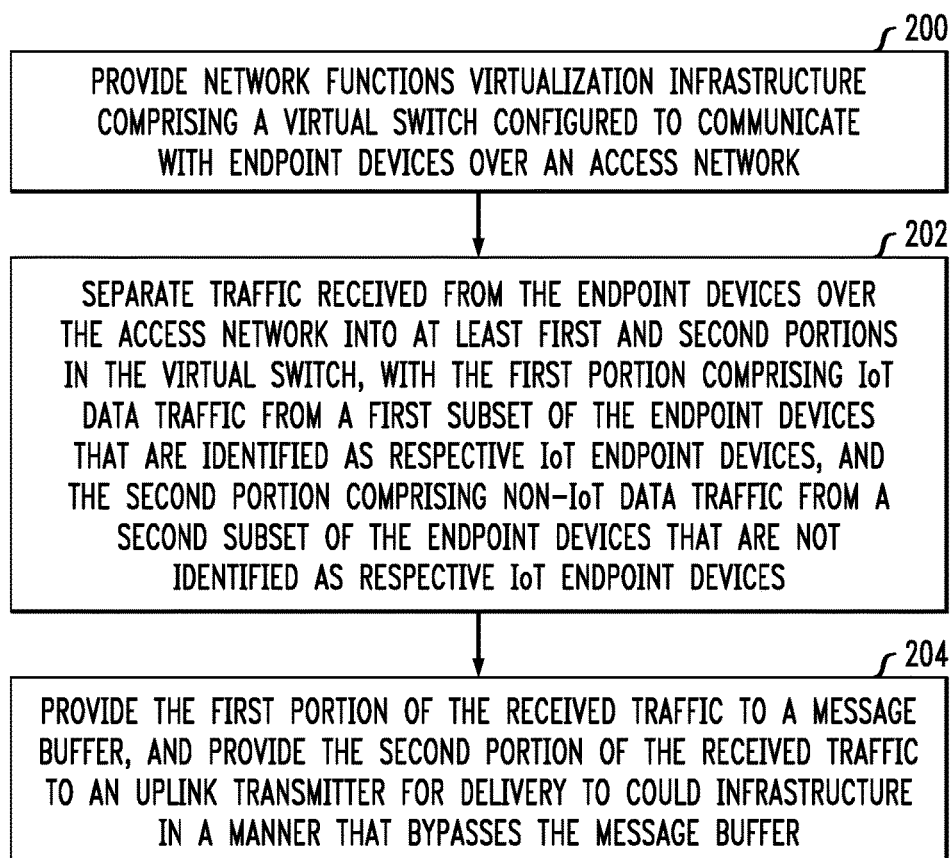 200
PROVIDE NETWORK FUNCTIONS VIRTUALIZATION INFRASTRUCTURE
COMPRISING A VIRTUAL SWITCH CONFIGURED TO COMMUNICATE
WITH ENDPOINT DEVICES OVER AN ACCESS NETWORK
202
SEPARATE TRAFFIC RECEIVED FROM THE ENDPOINT DEVICES OVER
THE ACCESS NETWORK INTO AT LEAST FIRST AND SECOND PORTIONS
IN THE VIRTUAL SWITCH, WITH THE FIRST PORTION COMPRISING IoT
DATA TRAFFIC FROM A FIRST SUBSET OF THE ENDPOINT DEVICES
THAT ARE IDENTIFIED AS RESPECTIVE IoT ENDPOINT DEVICES, AND
THE SECOND PORTION COMPRISING NON-IoT DATA TRAFFIC FROM A
SECOND SUBSET OF THE ENDPOINT DEVICES THAT ARE NOT
IDENTIFIED AS RESPECTIVE IoT ENDPOINT DEVICES
204
PROVIDE THE FIRST PORTION OF THE RECEIVED TRAFFIC TO A MESSAGE
BUFFER, AND PROVIDE THE SECOND PORTION OF THE RECEIVED TRAFFIC
TO AN UPLINK TRANSMITTER FOR DELIVERY TO COULD INFRASTRUCTURE
IN A MANNER THAT BYPASSES THE MESSAGE BUFFER